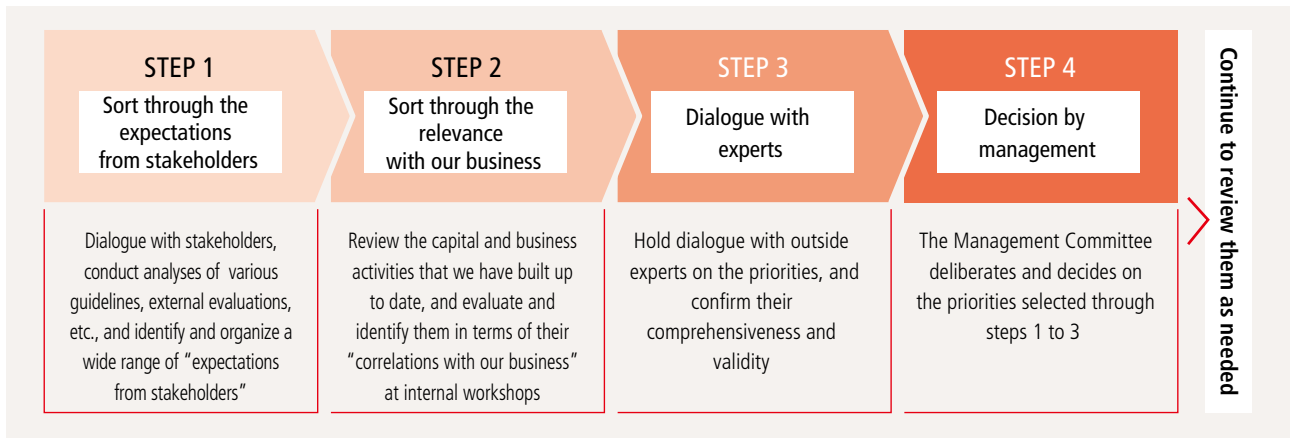 STEP 1
Sort through the
expectations
from stakeholders
Dialogue with stakeholders,
conduct analyses of various
guidelines, external evaluations,
etc., and identify and organize a
wide range of “expectations
from stakeholders”
STEP 2
Sort through the
relevance
with our business
Review the capital and business
activities that we have built up
to date, and evaluate and
identify them in terms of their
“correlations with our business”
at internal workshops
STEP 3
Dialogue with
experts
Hold dialogue with outside
experts on the priorities, and
confirm their
comprehensiveness and
validity
STEP 4
Decision by
management
The Management Committee
deliberates and decides on
the priorities selected through
steps 1 to 3
Continue to review them as needed